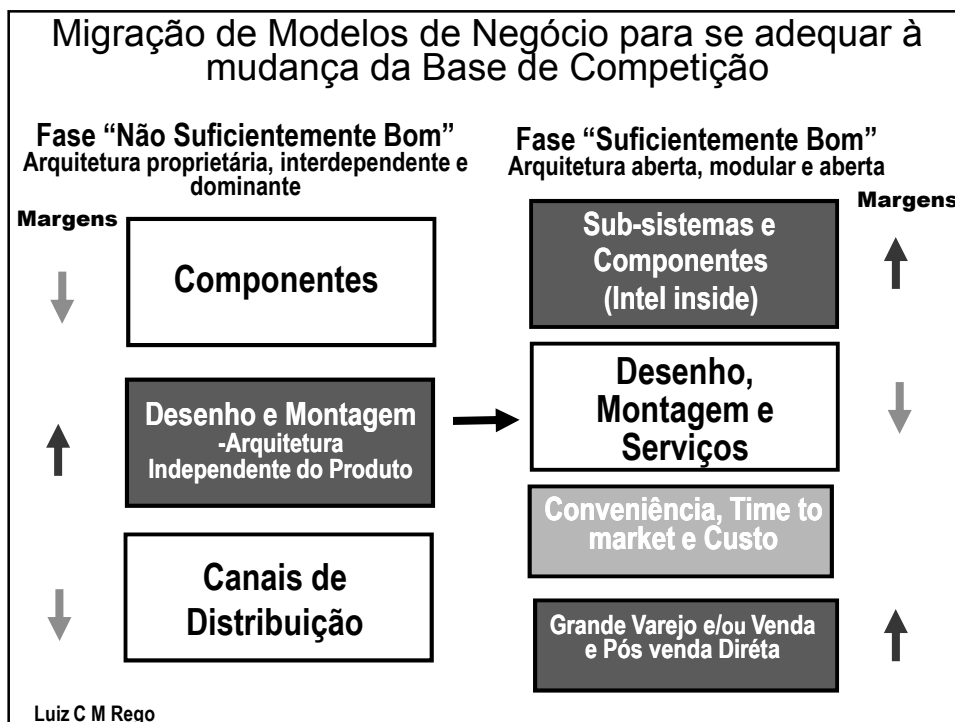 Migração de Modelos de Negócio para se adequar à
mudança da Base de Competição
Fase “Não Suficientemente Bom”
Arquitetura proprietária, interdependente e
dominante
Margens
Componentes
Desenho e Montagem
-Arquitetura
Independente do Produto
Canais de
Distribuição
Fase “Suficientemente Bom”
Arquitetura aberta, modular e aberta
Margens
Sub-sistemas e
Componentes
(Intel inside)
Desenho,
Montagem e
Serviços
Conveniência, Time to
market e Custo
Grande Varejo e/ou Venda
e Pós venda Diréta
Luiz C M Rego